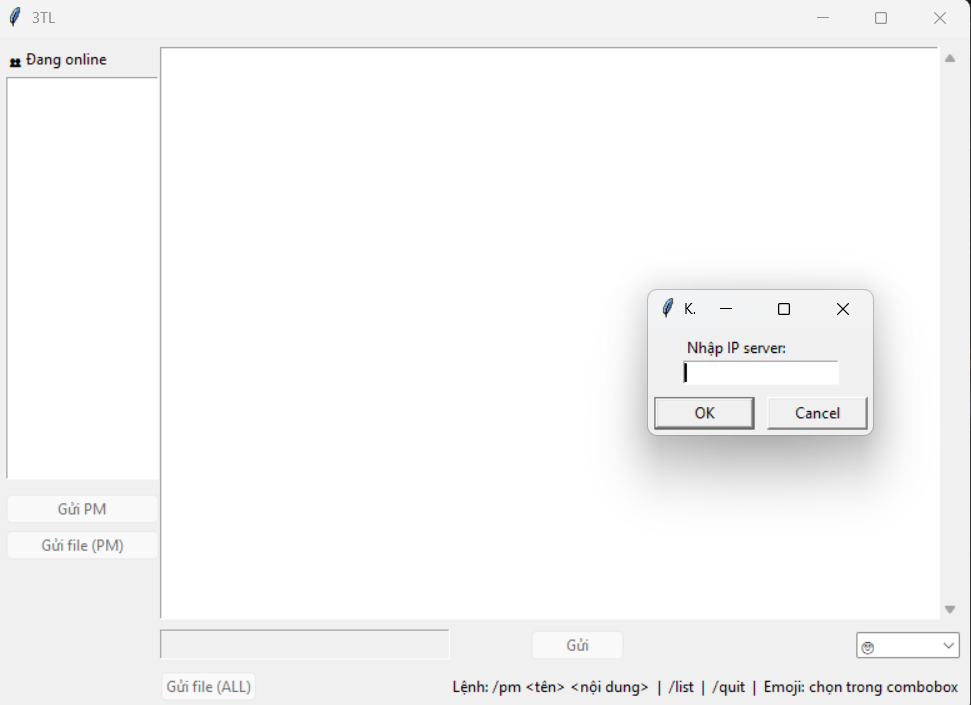 3TL
Đang online
K.
Nhập IP server:
OK Cancel
Gửi PM
Gửi file (PM)
Gửi
Gửi file (ALL)
Lệnh: /pm <tên> <nội dung> | /list | /quit | Emoji: chọn trong combobox